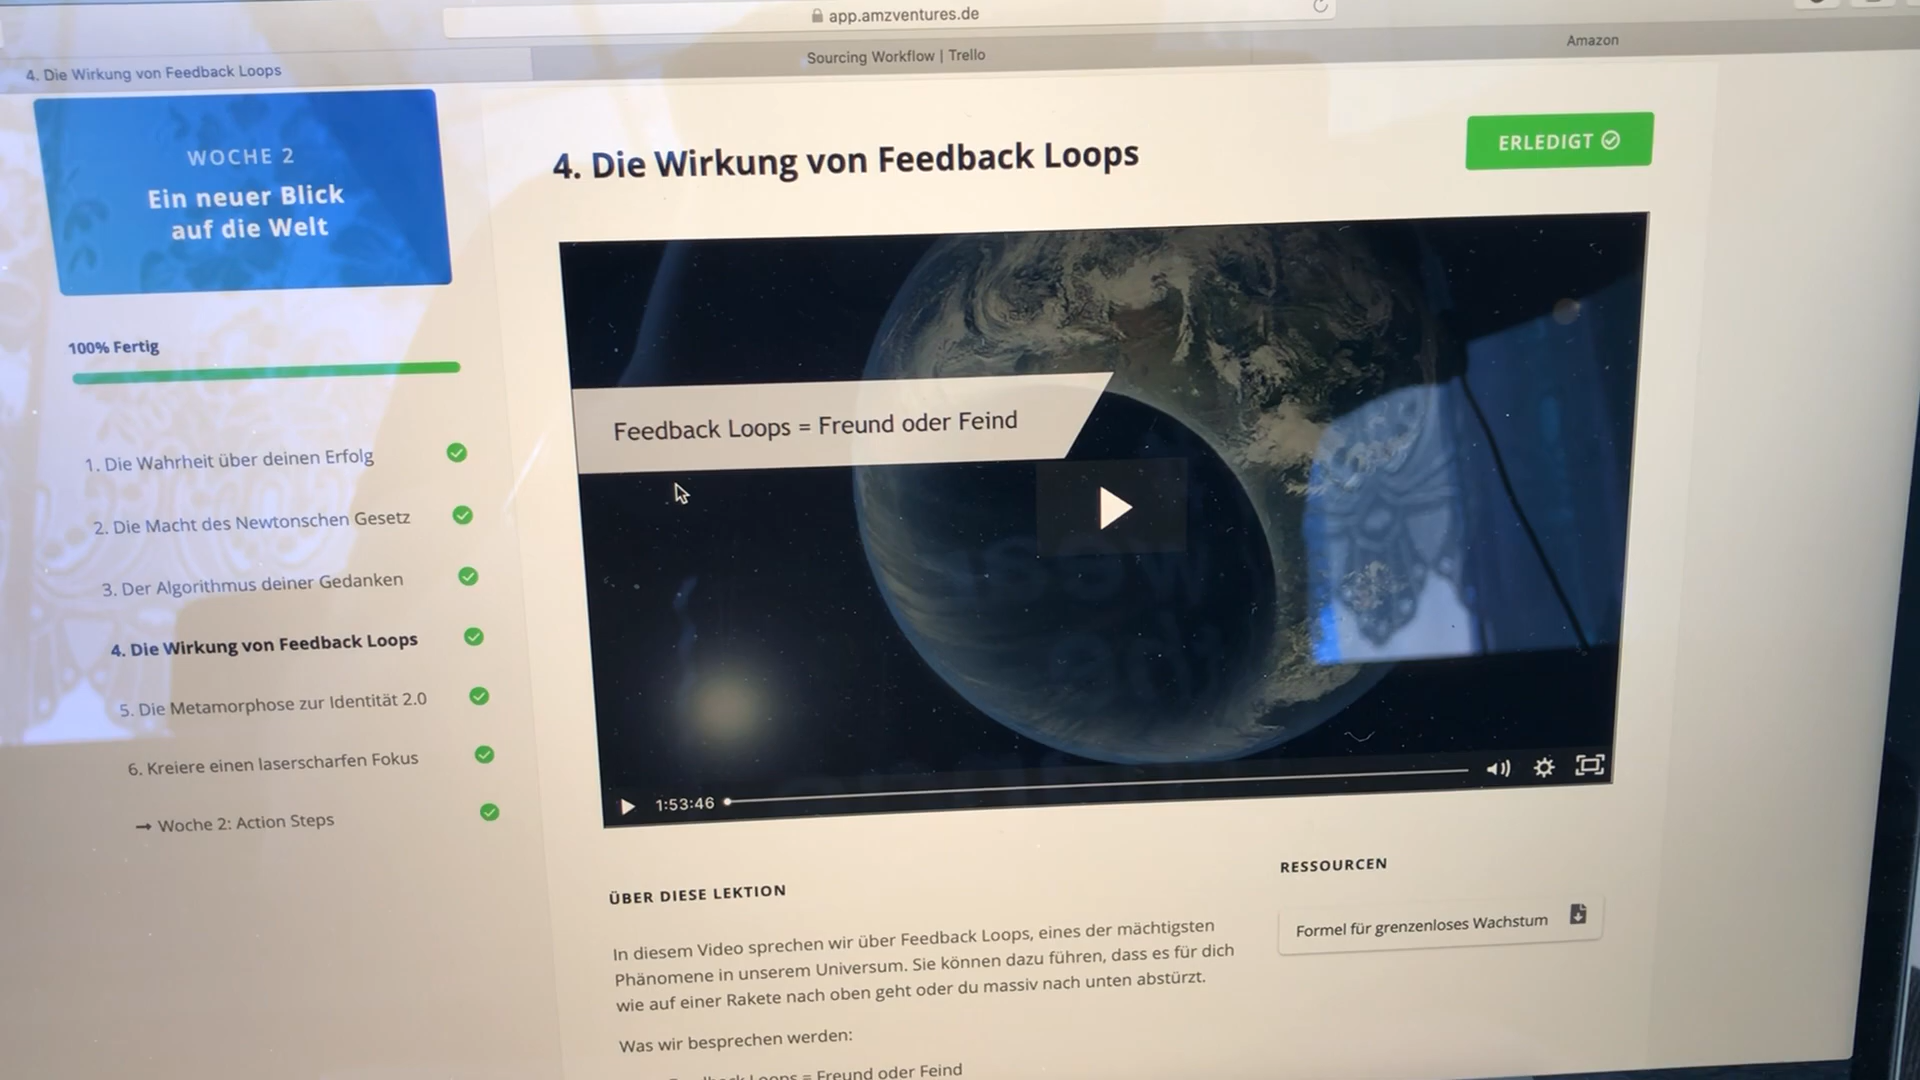 app.amzventures.de
4. Die Wirkung von Feedback Loops
Sourcing Workflow | Trello
Amazon
WOCHE 2
Ein neuer Blick
auf die Welt
100% Fertig
1. Die Wahrheit über deinen Erfolg
2. Die Macht des Newtonschen Gesetz
3. Der Algorithmus deiner Gedanken
4. Die Wirkung von Feedback Loops
5. Die Metamorphose zur Identität 2.0
6. Kreiere einen laserscharfen Fokus
→ Woche 2: Action Steps
4. Die Wirkung von Feedback Loops
ERLEDIGT
Feedback Loops = Freund oder Feind
1:53:46
ÜBER DIESE LEKTION
In diesem Video sprechen wir über Feedback Loops, eines der mächtigsten
Phänomene in unserem Universum. Sie können dazu führen, dass es für dich
wie auf einer Rakete nach oben geht oder du massiv nach unten abstürzt.
Was wir besprechen werden:
Loops = Freund oder Feind
RESSOURCEN
Formel für grenzenloses Wachstum